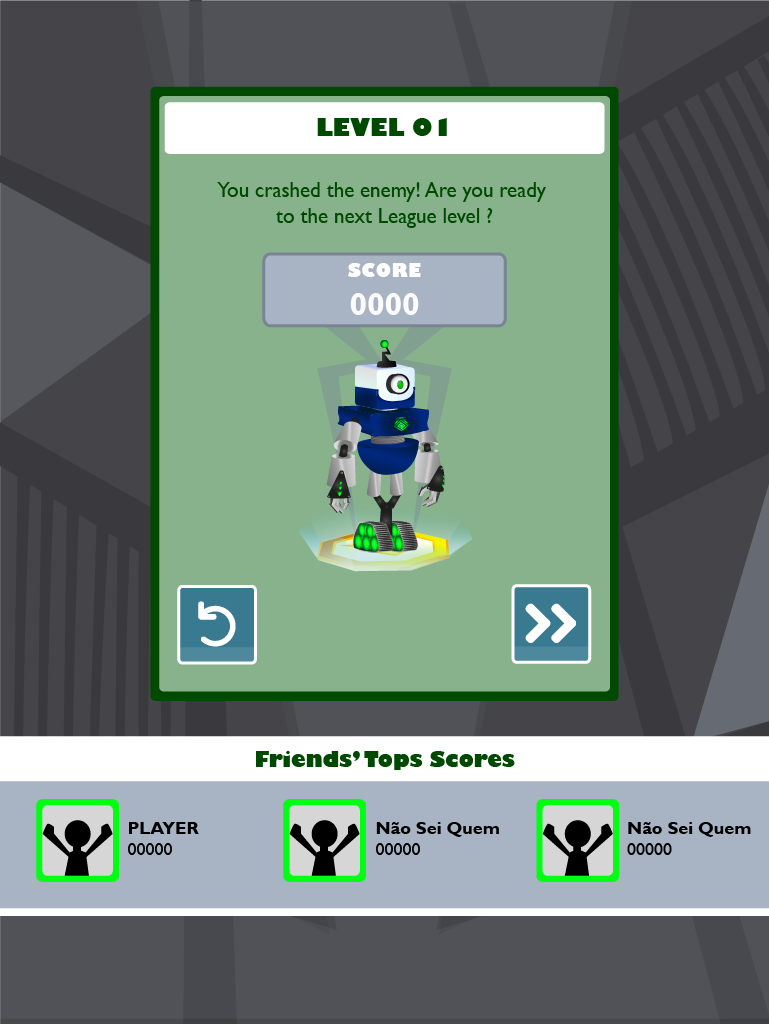 LEVEL 01
You crashed the enemy! Are you ready
to the next League level ?
SCORE
0000
Friends' Tops Scores
PLAYER
00000
Não Sei Quem
00000
Não Sei Quem
00000